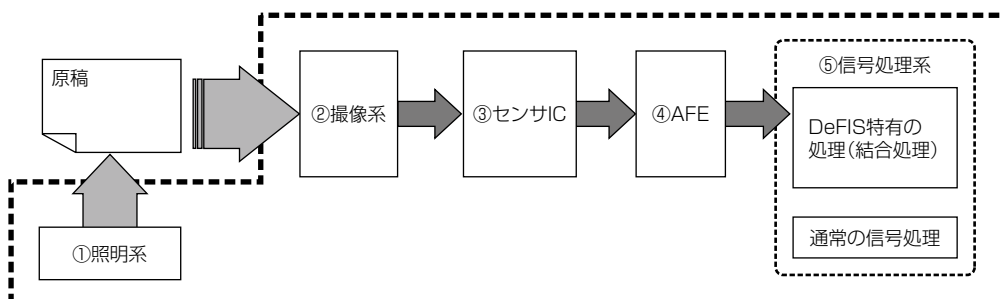 原稿
①照明系
②撮像系
③センサIC
④AFE
⑤信号処理系
DeFIS特有の
処理(結合処理)
通常の信号処理